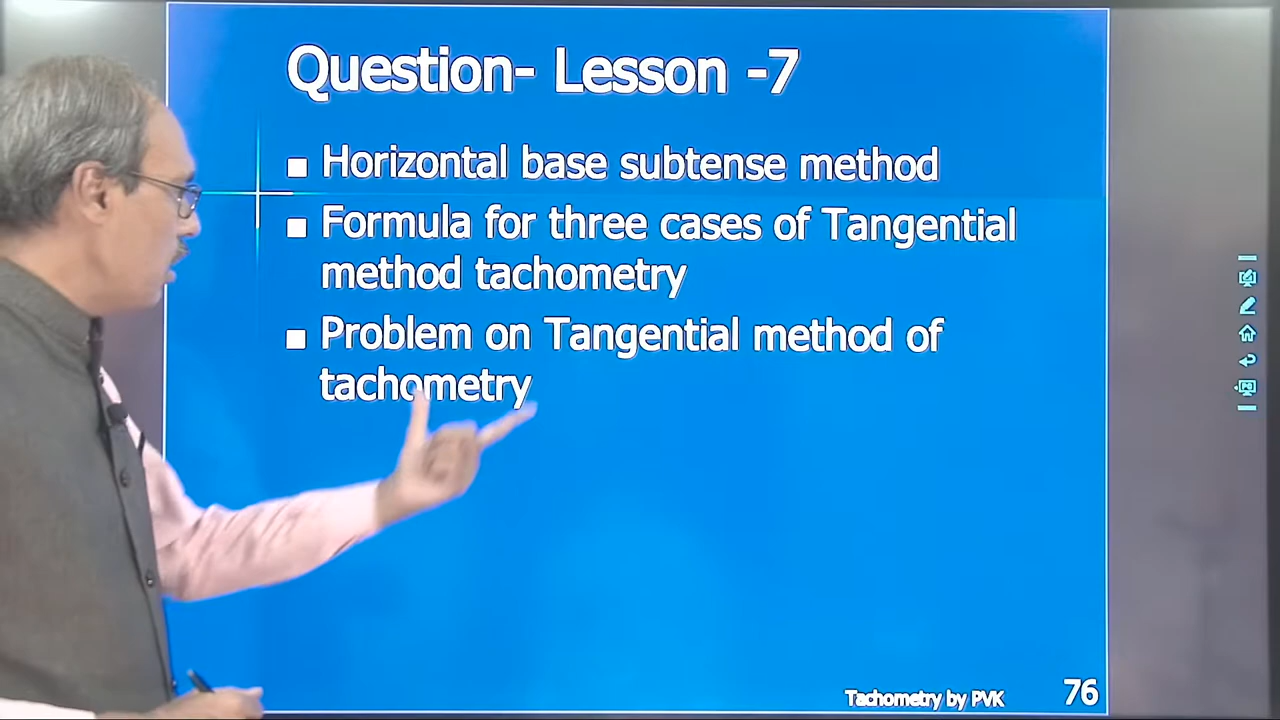 Question- Lesson -7
Horizontal base subtense method
Formula for three cases of Tangential
method tachometry
Problem on Tangential method of
tachometry
Tachometry by PVK
76